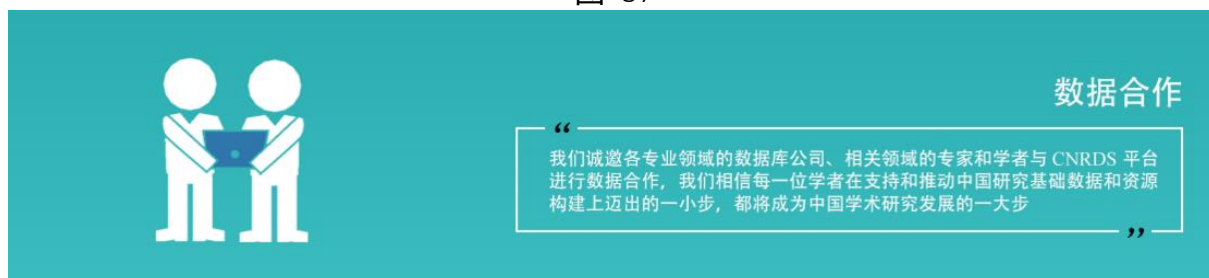 数据合作
“
我们诚邀各专业领域的数据库公司、相关领域的专家和学者与 CNRDS 平台
进行数据合作，我们相信每一位学者在支持和推动中国研究基础数据和资源
构建上迈出的一小步，都将成为中国学术研究发展的一大步
”